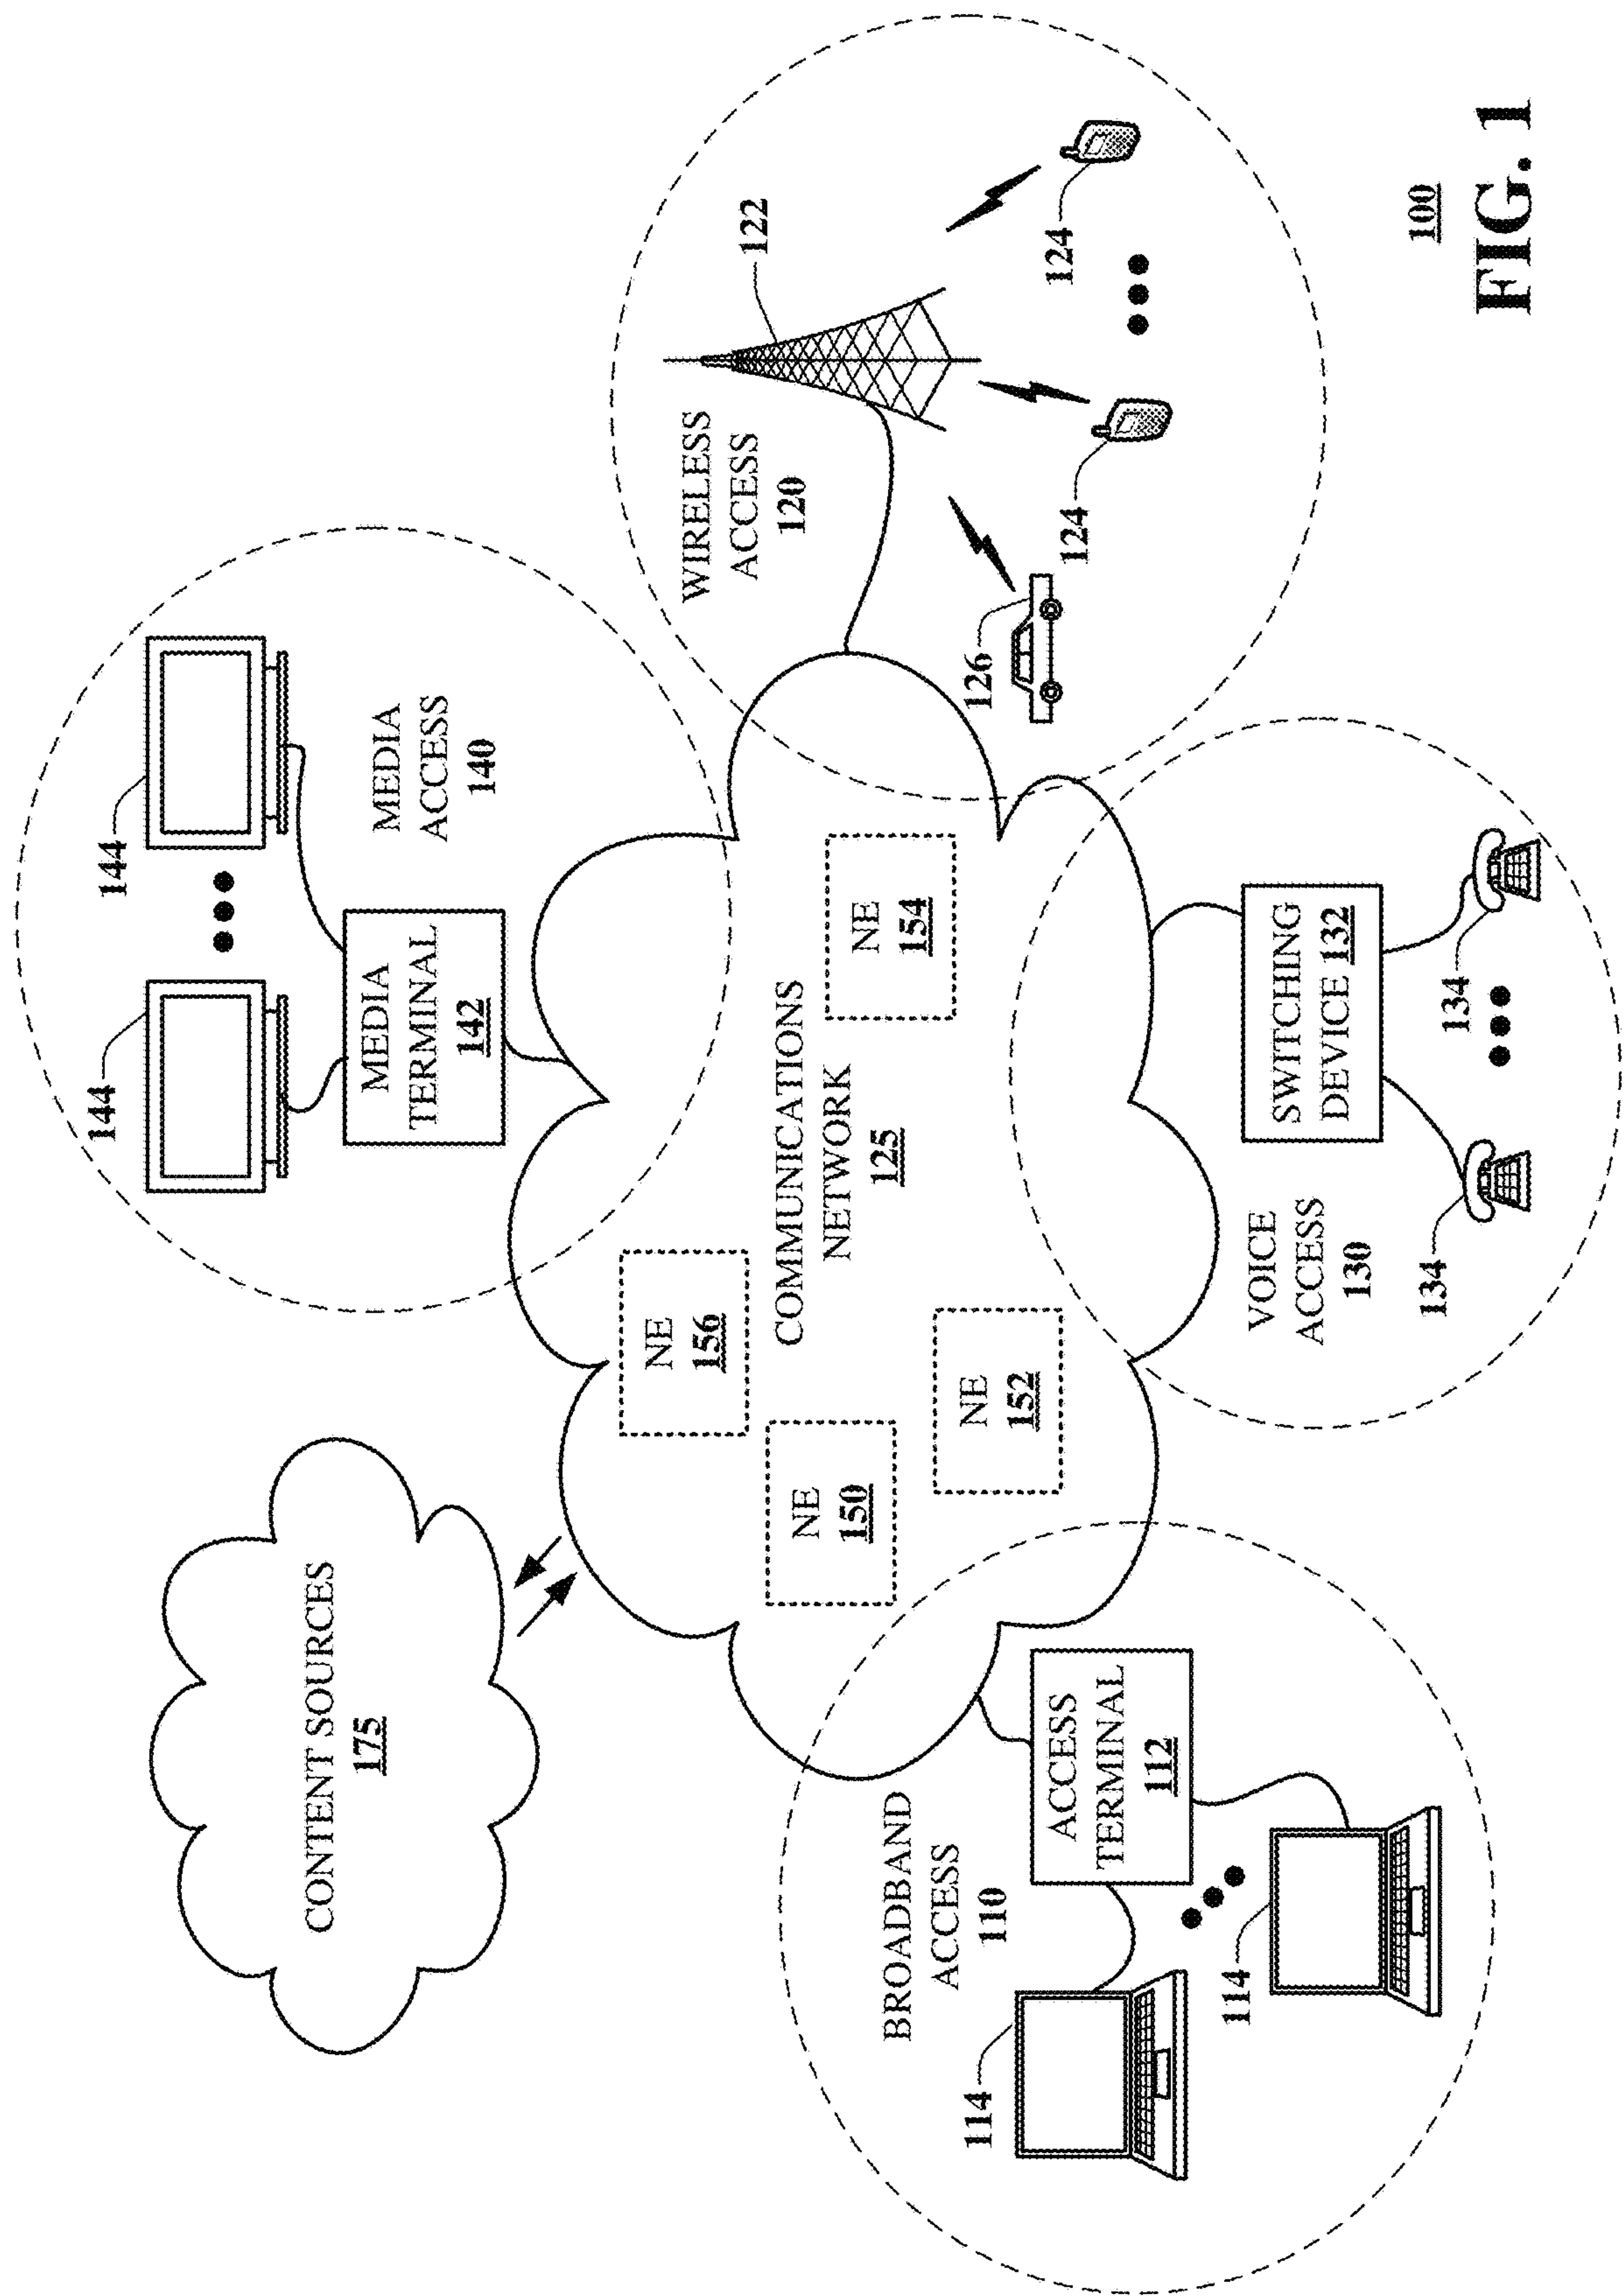 CONTENT SOURCES
175
144
144
MEDIA
TERMINAL
142
MEDIA
ACCESS
140
NE
156
NE
150
NE
152
COMMUNICATIONS
NETWORK
125
NE
154
WIRELESS
ACCESS
120
122
126
124
124
BROADBAND
ACCESS
110
ACCESS
TERMINAL
112
114
114
VOICE
ACCESS
130
SWITCHING
DEVICE 132
134
134
100
FIG. 1